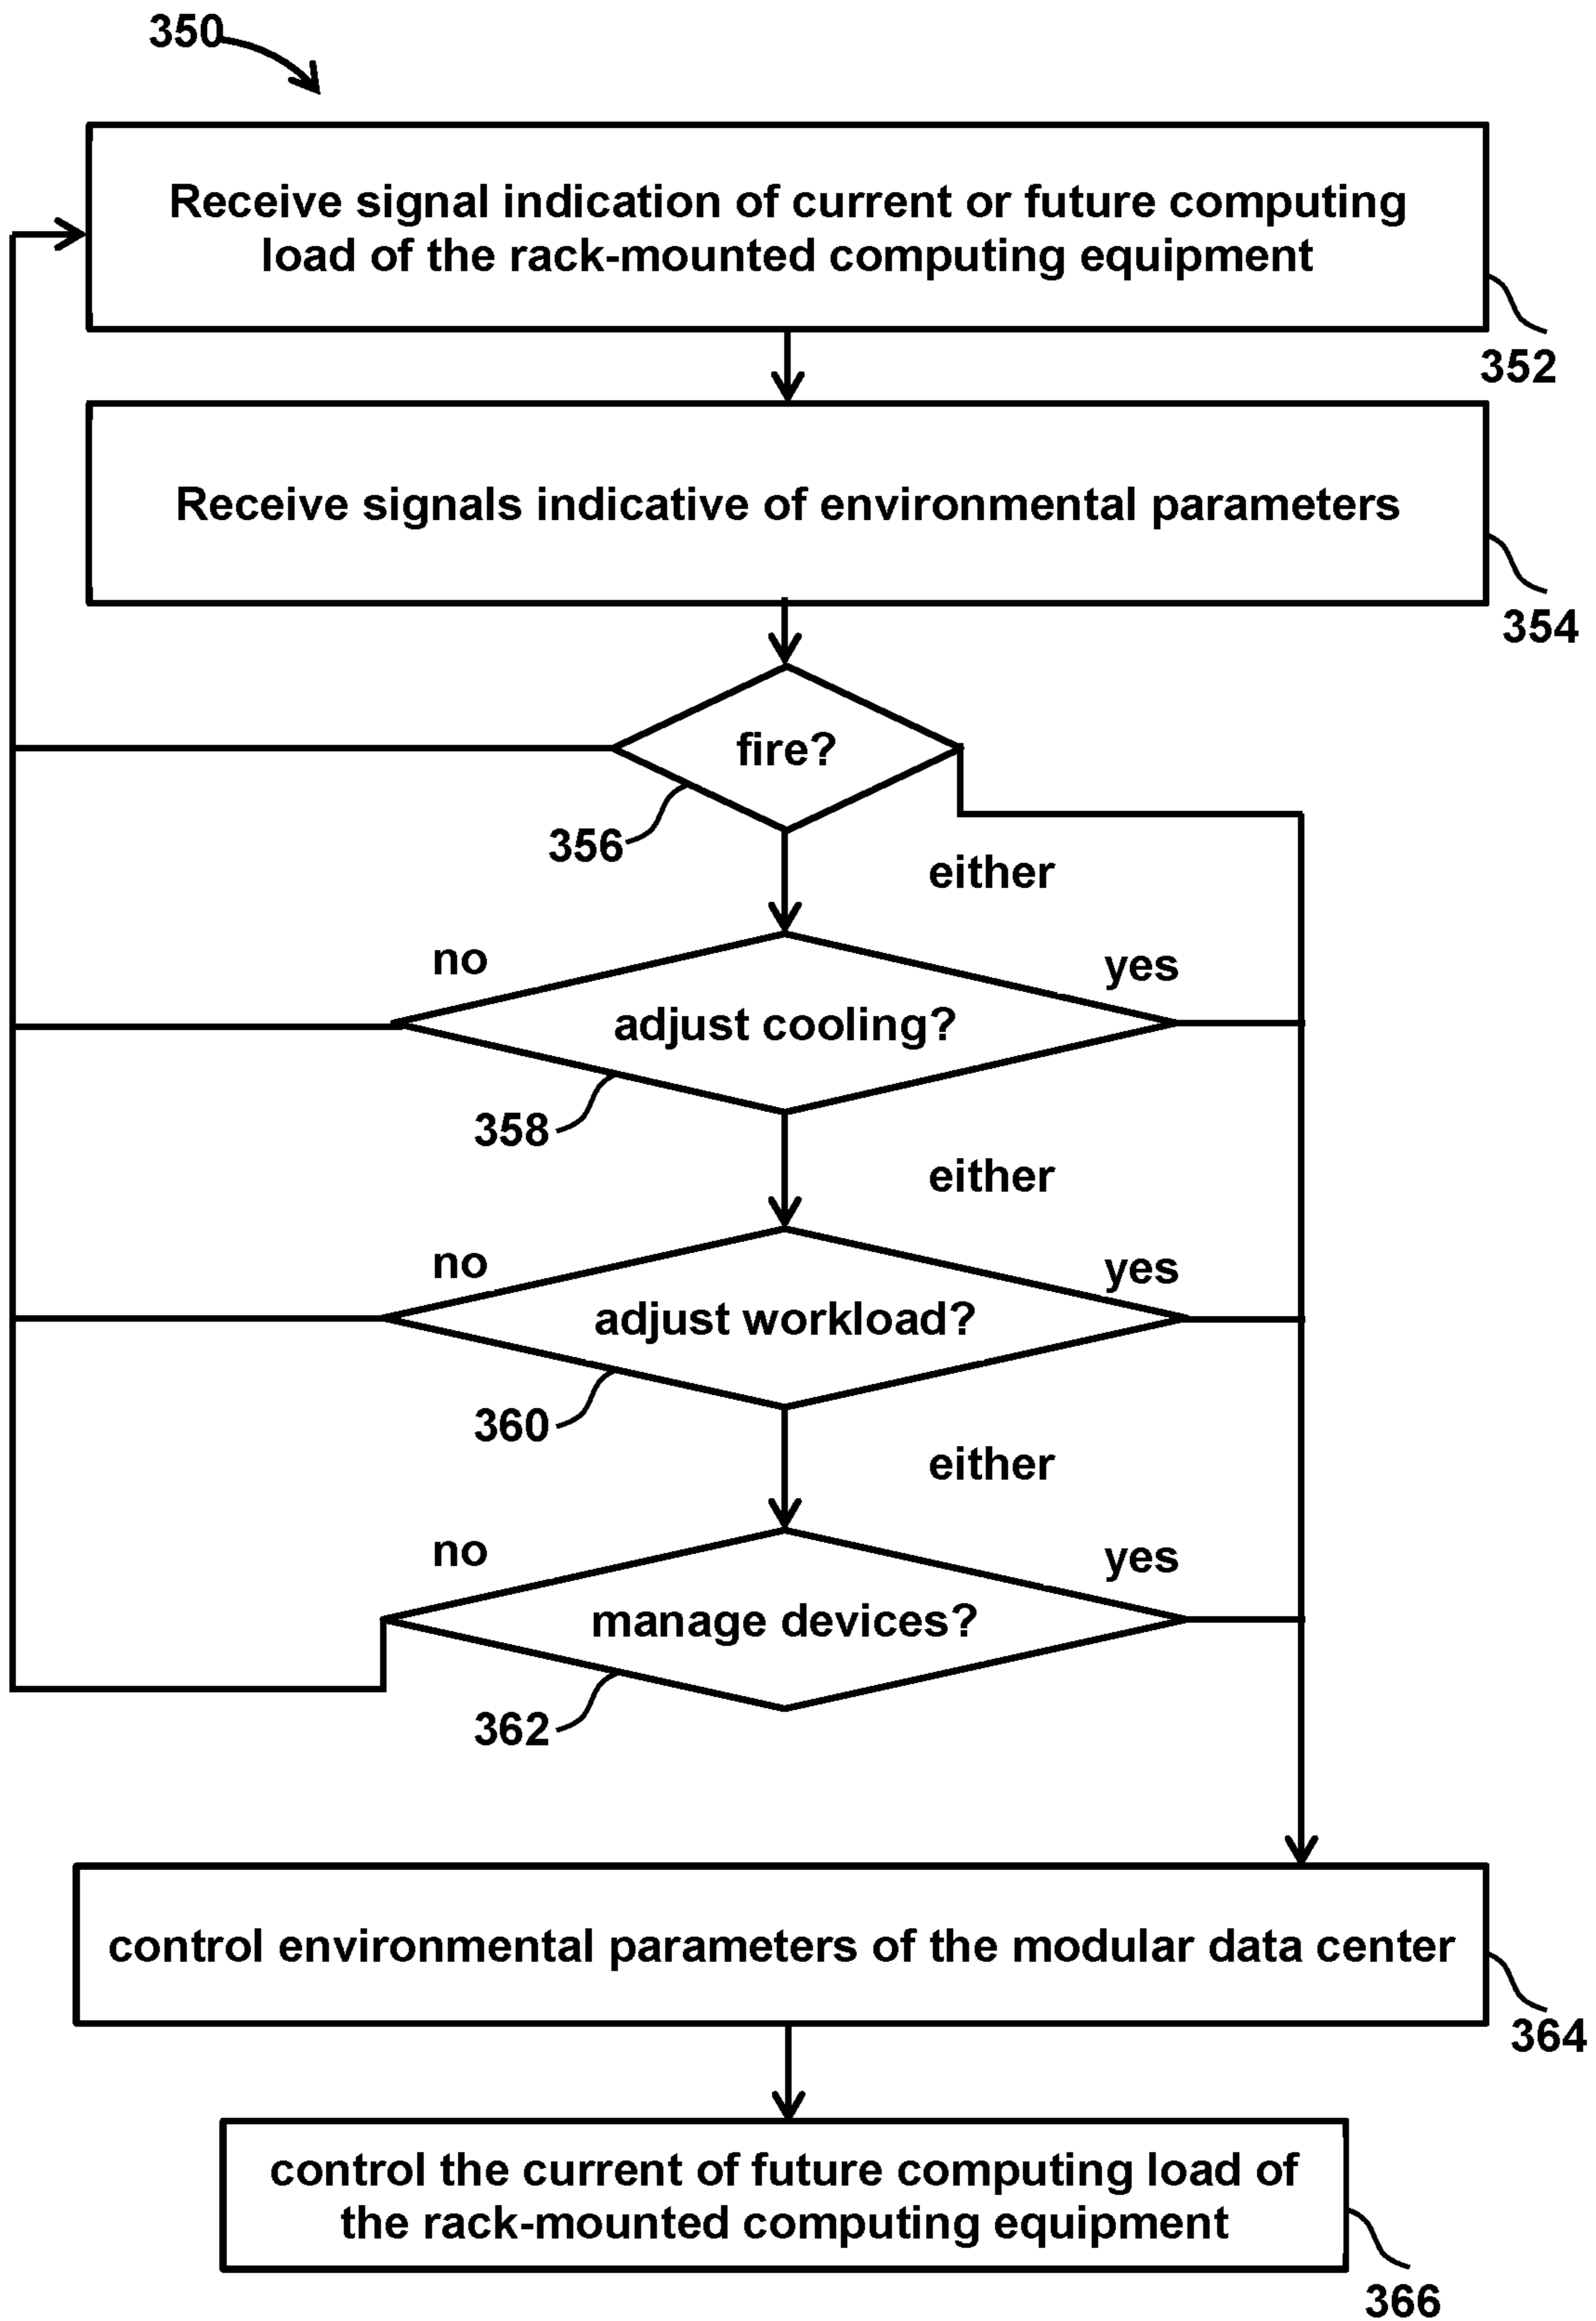 350
Receive signal indication of current or future computing
load of the rack-mounted computing equipment
352
Receive signals indicative of environmental parameters
354
fire?
356
either
no
yes
adjust cooling?
358
either
no
yes
adjust workload?
360
either
no
yes
manage devices?
362
control environmental parameters of the modular data center
364
control the current of future computing load of
the rack-mounted computing equipment
366